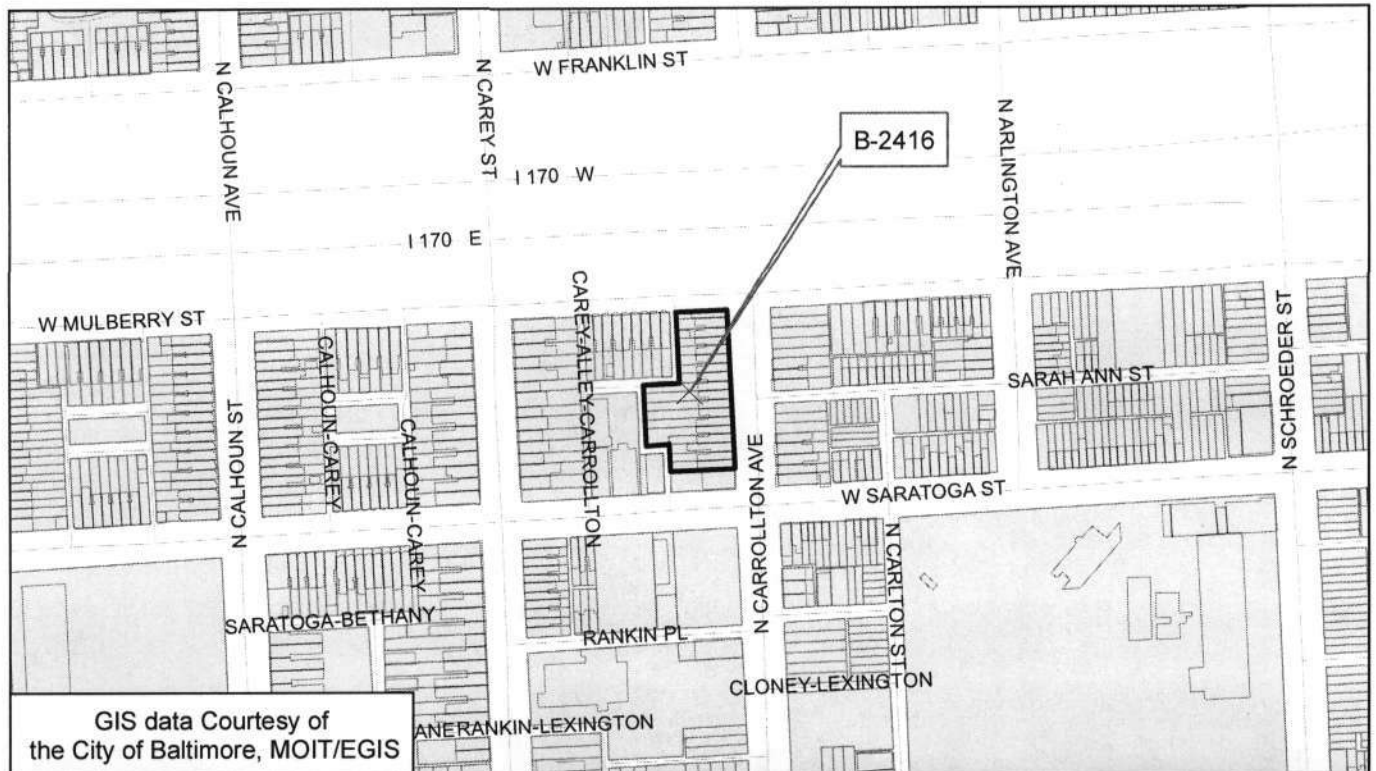 W FRANKLIN ST
N CALHOUN AVE
N CAREY ST
B-2416
N ARLINGTON AVE
I 170 W
I 170 E
W MULBERRY ST
CAREY-ALLEY-CARROLLTON
N SCHROEDER ST
CALHOUN-CAREY
SARAH ANN ST
N CALHOUN ST
CALHOUN-CAREY
N CARROLLTON AVE
W SARATOGA ST
N CARLTON ST
SARATOGA-BETHANY
RANKIN PL
CLONEY-LEXINGTON
ANERANKIN-LEXINGTON
GIS data Courtesy of
the City of Baltimore, MOIT/EGIS